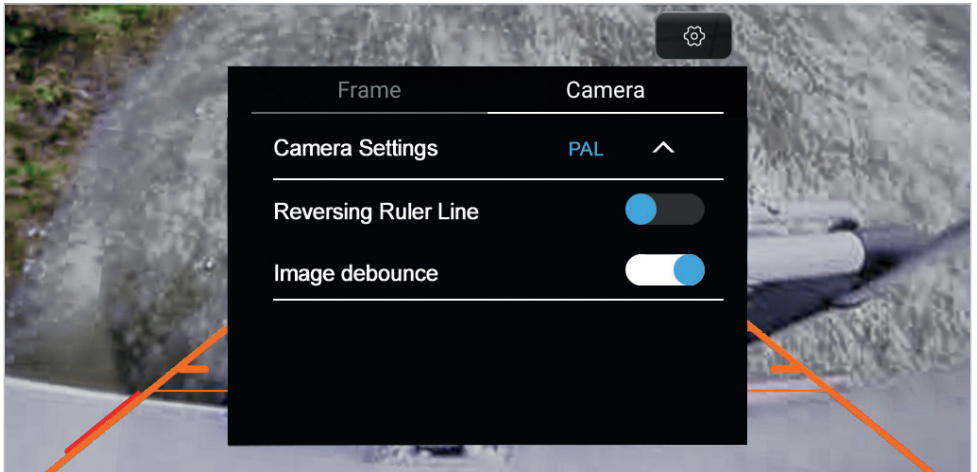 Frame
Camera
Camera Settings
PAL
Reversing Ruler Line
Image debounce